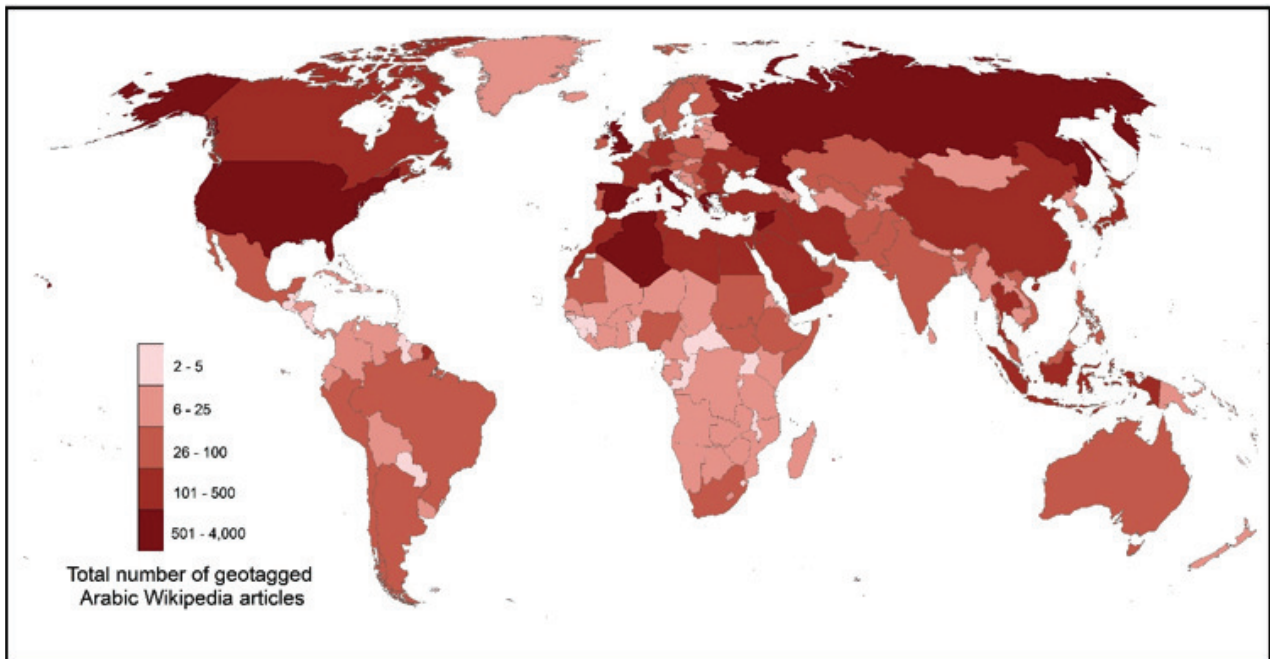 2 - 5
6 - 25
26 - 100
101 - 500
501 - 4,000
Total number of geotagged
Arabic Wikipedia articles